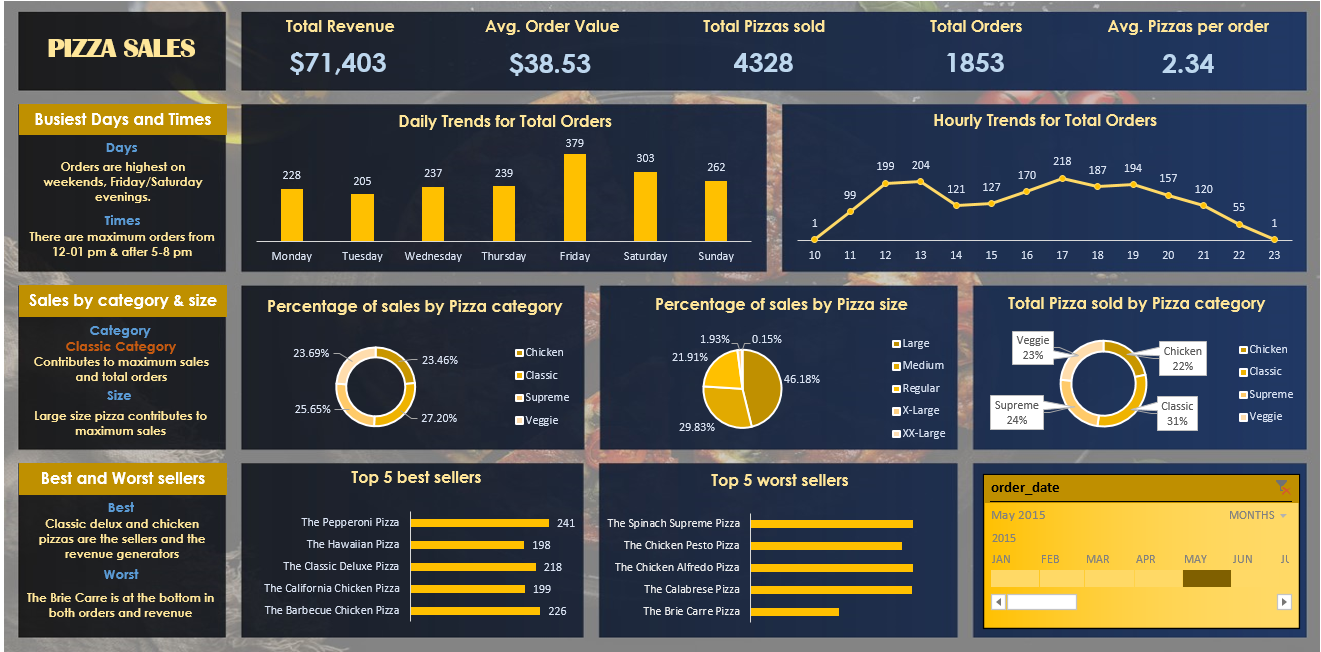 PIZZA SALES
Total Revenue
$71,403
Avg. Order Value
$38.53
Total Pizzas sold
4328
Total Orders
1853
Avg. Pizzas per order
2.34
Busiest Days and Times
Days
Orders are highest on
weekends, Friday/Saturday
evenings.
Times
There are maximum orders from
12-01 pm & after 5-8 pm
Daily Trends for Total Orders
228
205
237
239
379
303
262
Monday
Tuesday
Wednesday
Thursday
Friday
Saturday
Sunday
Hourly Trends for Total Orders
1
99
199
204
121
127
170
218
187
194
157
120
55
1
10
11
12
13
14
15
16
17
18
19
20
21
22
23
Sales by category & size
Category
Classic Category
Contributes to maximum sales
and total orders
Size
Large size pizza contributes to
maximum sales
Percentage of sales by Pizza category
23.69%
23.46%
25.65%
27.20%
Chicken
Classic
Supreme
Veggie
Percentage of sales by Pizza size
1.93%
0.15%
21.91%
46.18%
29.83%
Large
Medium
Regular
X-Large
XX-Large
Total Pizza sold by Pizza category
Veggie
23%
Chicken
22%
Supreme
24%
Classic
31%
Chicken
Classic
Supreme
Veggie
Best and Worst sellers
Best
Classic delux and chicken
pizzas are the sellers and the
revenue generators
Worst
The Brie Carre is at the bottom in
both orders and revenue
Top 5 best sellers
The Pepperoni Pizza 241
The Hawaiian Pizza 198
The Classic Deluxe Pizza 218
The California Chicken Pizza 199
The Barbecue Chicken Pizza 226
Top 5 worst sellers
The Spinach Supreme Pizza
The Chicken Pesto Pizza
The Chicken Alfredo Pizza
The Calabrese Pizza
The Brie Carre Pizza
order_date
May 2015
MONTHS
2015
JAN FEB MAR APR MAY JUN